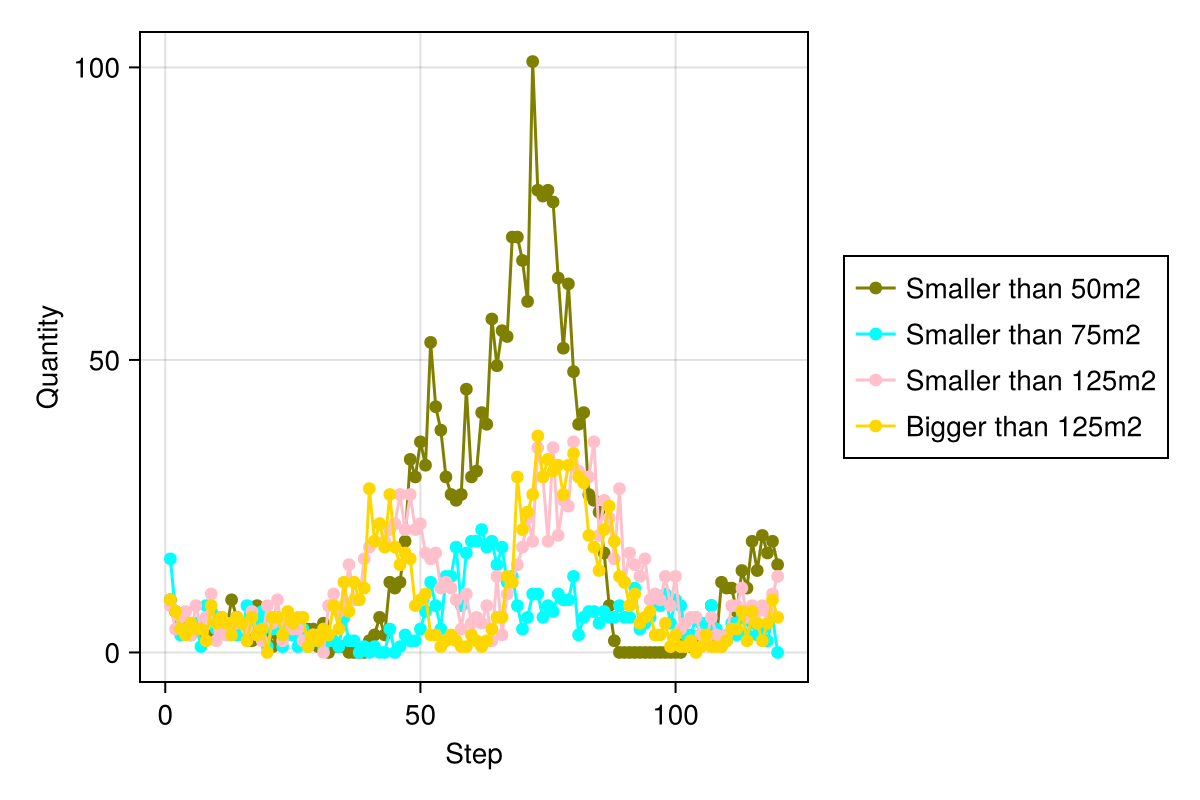 100
50
0
Quantity
0 50 100
Step
Smaller than 50m2
Smaller than 75m2
Smaller than 125m2
Bigger than 125m2